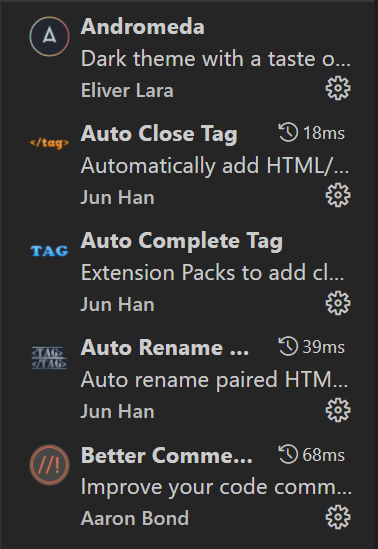 Andromeda
Dark theme with a taste o...
Eliver Lara
</tag>
Auto Close Tag 18ms
Automatically add HTML/...
Jun Han
TAG
Auto Complete Tag
Extension Packs to add cl...
Jun Han
<TAG>
</TAG>
Auto Rename ... 39ms
Auto rename paired HTM...
Jun Han
//!
Better Comme... 68ms
Improve your code comm...
Aaron Bond